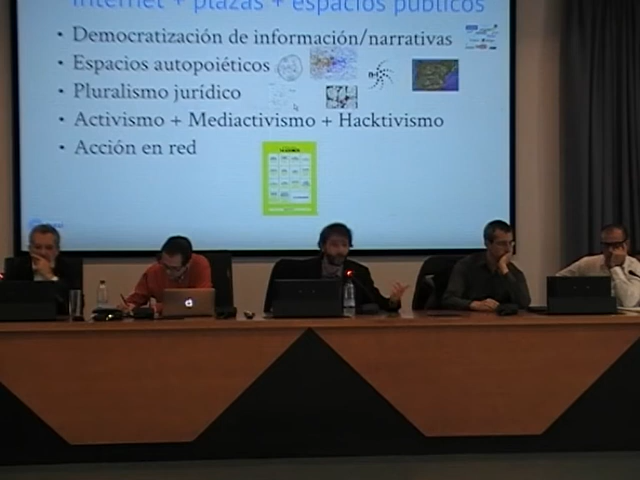 Internet + plazas + espacios públicos
• Democratización de información/narrativas
• Espacios autopoiéticos
• Pluralismo jurídico
• Activismo + Mediactivismo + Hacktivismo
• Acción en red